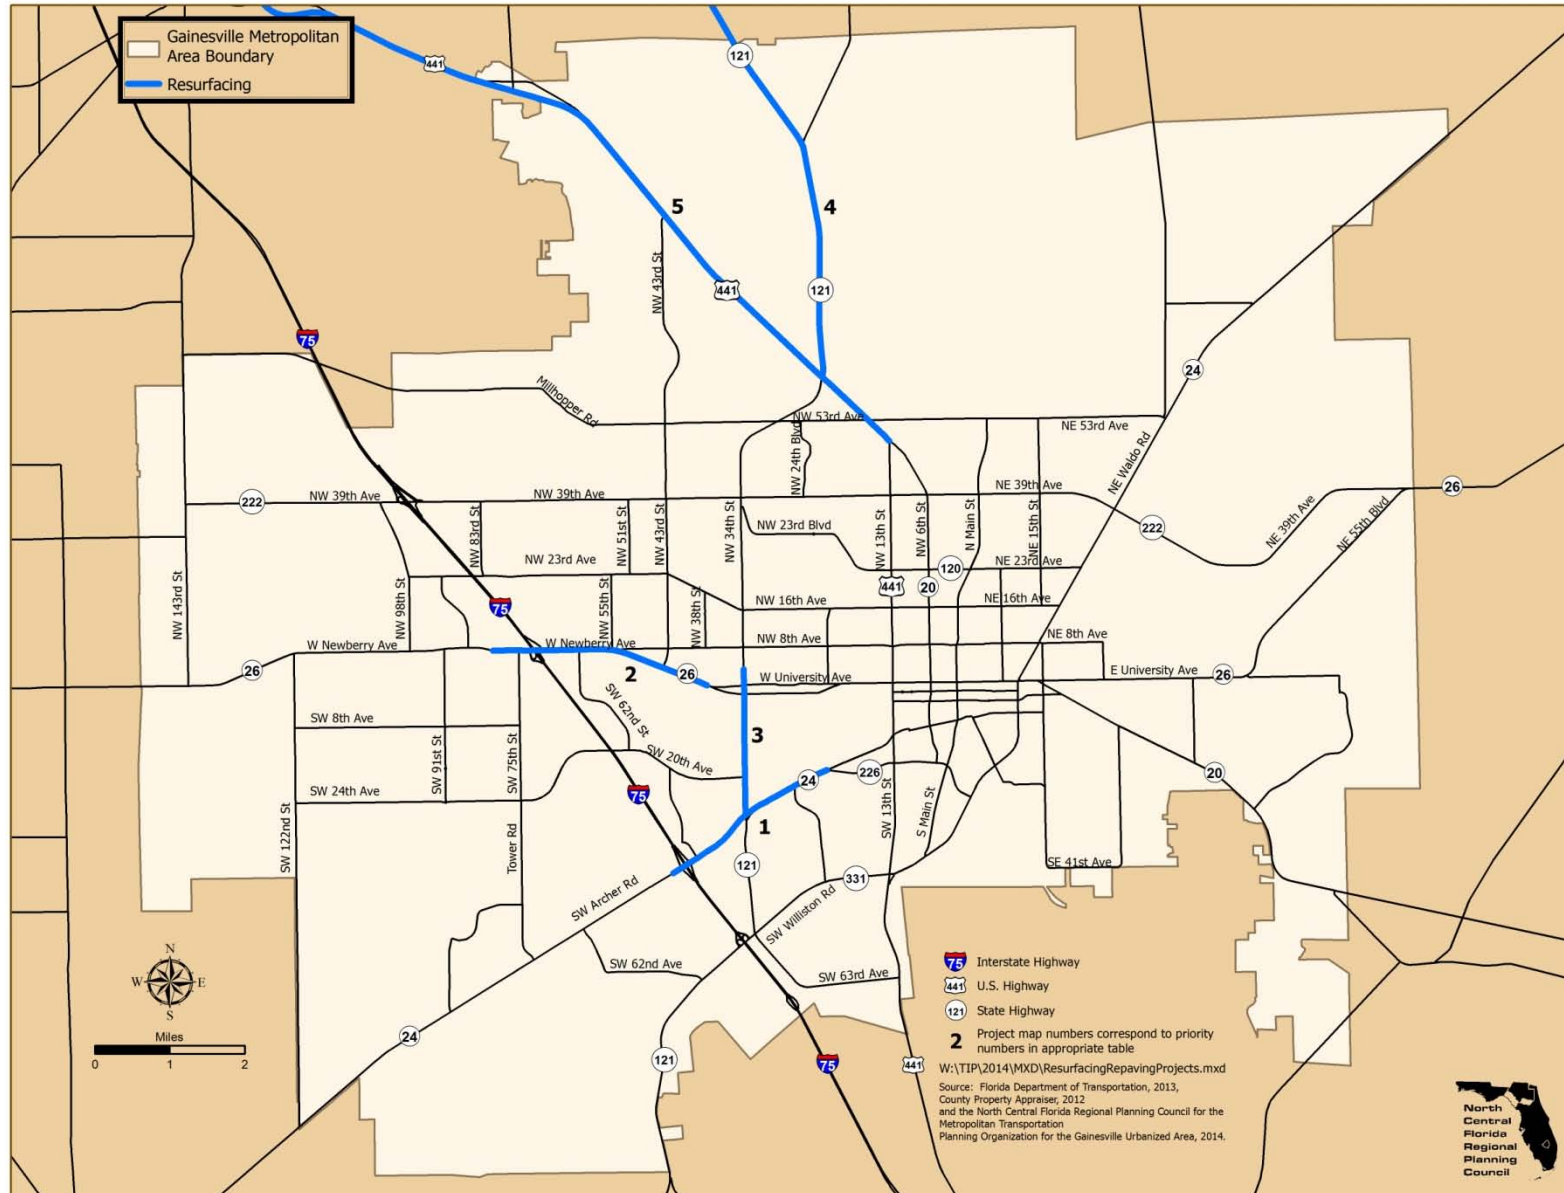 Gainesville Metropolitan
Area Boundary
Resurfacing
441
121
5
4
NW 43rd St
441
121
75
24
Millhopper Rd
NW 53rd Ave
NE 53rd Ave
NW 24th Blvd
NE Waldo Rd
26
222
NW 39th Ave
NW 39th Ave
NE 39th Ave
NW 83rd St
NW 51st St
NW 43rd St
NW 34th St
NW 23rd Blvd
NW 13th St
NW 6th St
N Main St
NE 15th St
222
NE 39th Ave
NE 55th Blvd
NW 23rd Ave
120
NE 23rd Ave
441
20
NW 143rd St
NW 98th St
75
NW 55th St
NW 38th St
NW 16th Ave
NE 16th Ave
W Newberry Ave
W Newberry Ave
NW 8th Ave
NE 8th Ave
26
2
26
W University Ave
E University Ave
26
SW 8th Ave
SW 91st St
SW 75th St
SW 62nd St
3
SW 20th Ave
24
226
20
SW 24th Ave
75
SW 122nd St
Tower Rd
1
SW 13th St
S Main St
121
SE 41st Ave
331
SW Archer Rd
SW Williston Rd
SW 62nd Ave
SW 63rd Ave
N
W
E
S
Miles
0
1
2
24
121
75
441
75
Interstate Highway
441
U.S. Highway
121
State Highway
2
Project map numbers correspond to priority
numbers in appropriate table
W:\TIP\2014\MXD\ResurfacingRepavingProjects.mxd
Source: Florida Department of Transportation, 2013,
County Property Appraiser, 2012
and the North Central Florida Regional Planning Council for the
Metropolitan Transportation
Planning Organization for the Gainesville Urbanized Area, 2014.
North
Central
Florida
Regional
Planning
Council